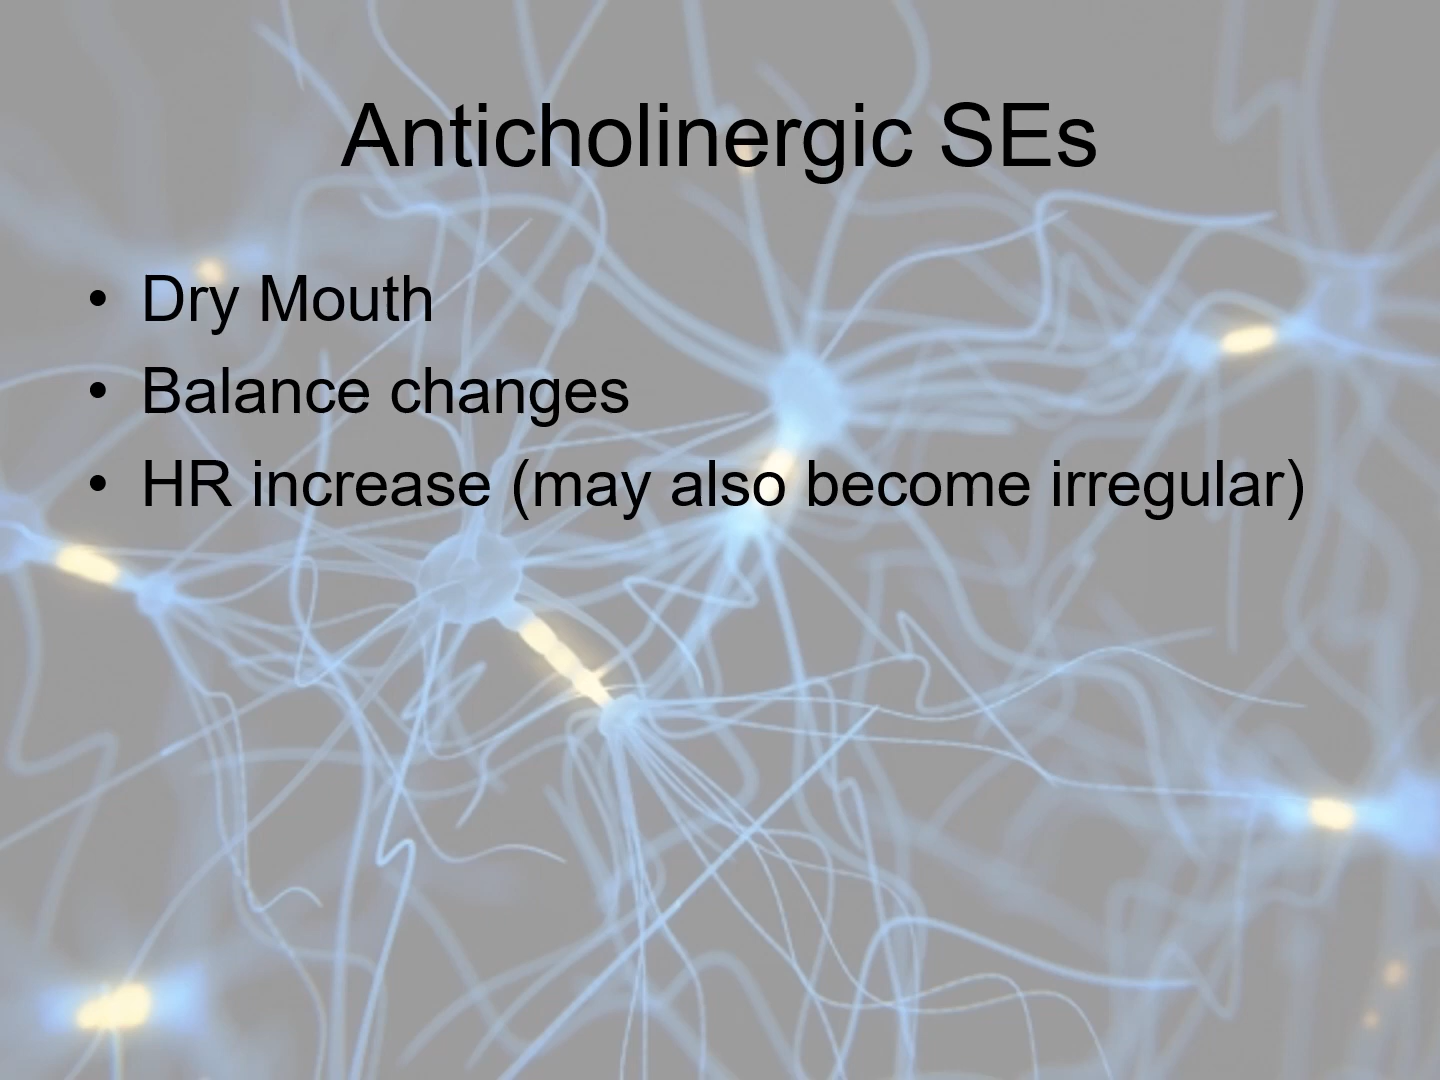 Anticholinergic SEs
• Dry Mouth
• Balance changes
• HR increase (may also become irregular)